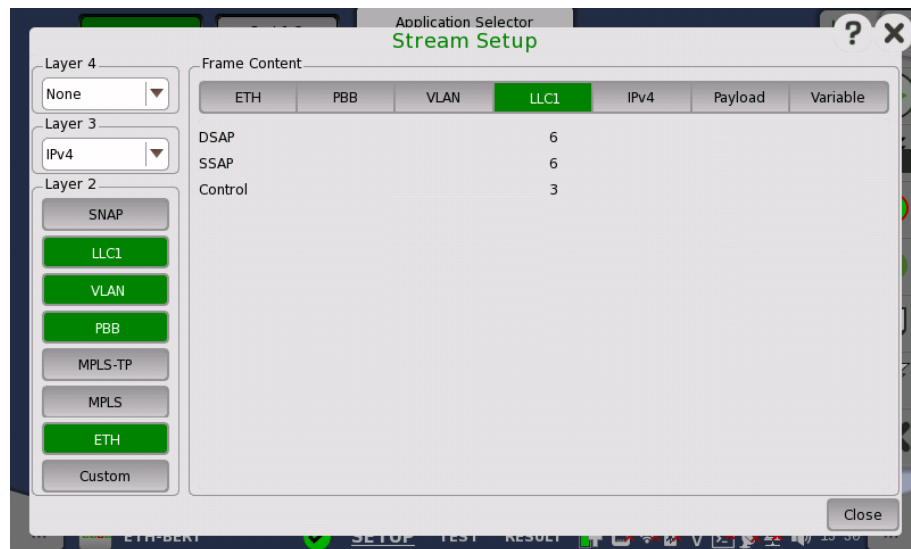 Application Selector
Stream Setup
?
Layer 4
None
Layer 3
IPv4
Layer 2
SNAP
LLC1
VLAN
PBB
MPLS-TP
MPLS
ETH
Custom
Frame Content
ETH PBB VLAN LLC1 IPv4 Payload Variable
DSAP 6
SSAP 6
Control 3
Close
ETH-BERT SETUP TEST RESULT